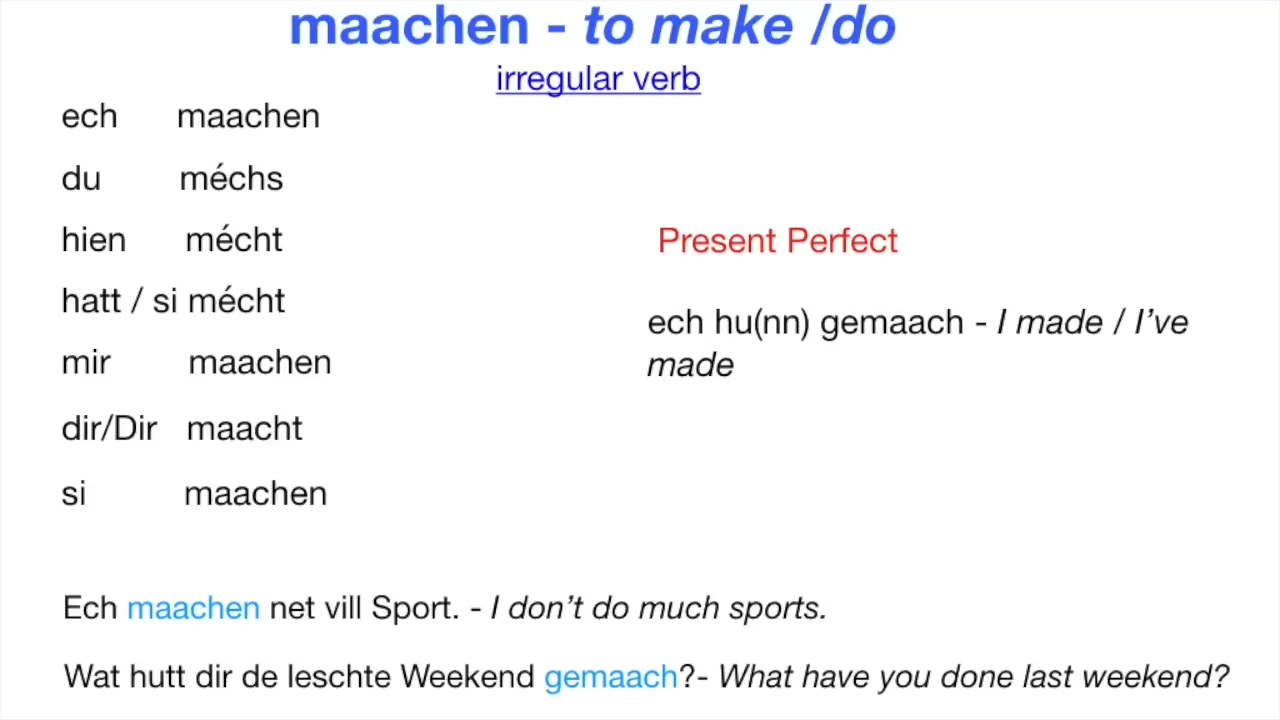 maachen - to make /do
irregular verb
ech maachen
du méchs
hien mécht
hatt / si mécht
mir maachen
dir/Dir maacht
si maachen
Present Perfect
ech hu(nn) gemaach - I made / I’ve
made
Ech maachen net vill Sport. - I don’t do much sports.
Wat hutt dir de leschte Weekend gemaach?- What have you done last weekend?